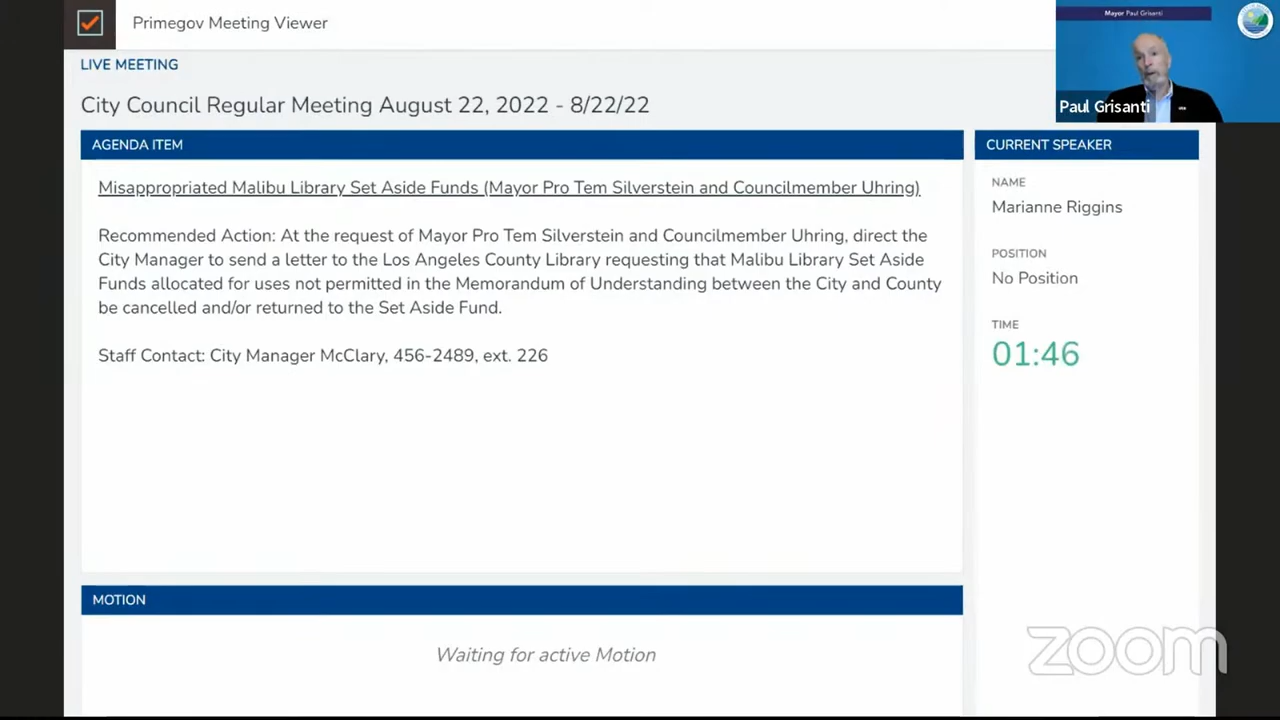 Primegov Meeting Viewer
Mayor Paul Grisanti
Paul Grisanti
LIVE MEETING
City Council Regular Meeting August 22, 2022 - 8/22/22
AGENDA ITEM
Misappropriated Malibu Library Set Aside Funds (Mayor Pro Tem Silverstein and Councilmember Uhring)
Recommended Action: At the request of Mayor Pro Tem Silverstein and Councilmember Uhring, direct the
City Manager to send a letter to the Los Angeles County Library requesting that Malibu Library Set Aside
Funds allocated for uses not permitted in the Memorandum of Understanding between the City and County
be cancelled and/or returned to the Set Aside Fund.
Staff Contact: City Manager McClary, 456-2489, ext. 226
CURRENT SPEAKER
NAME
Marianne Riggins
POSITION
No Position
TIME
01:46
MOTION
Waiting for active Motion
zoom